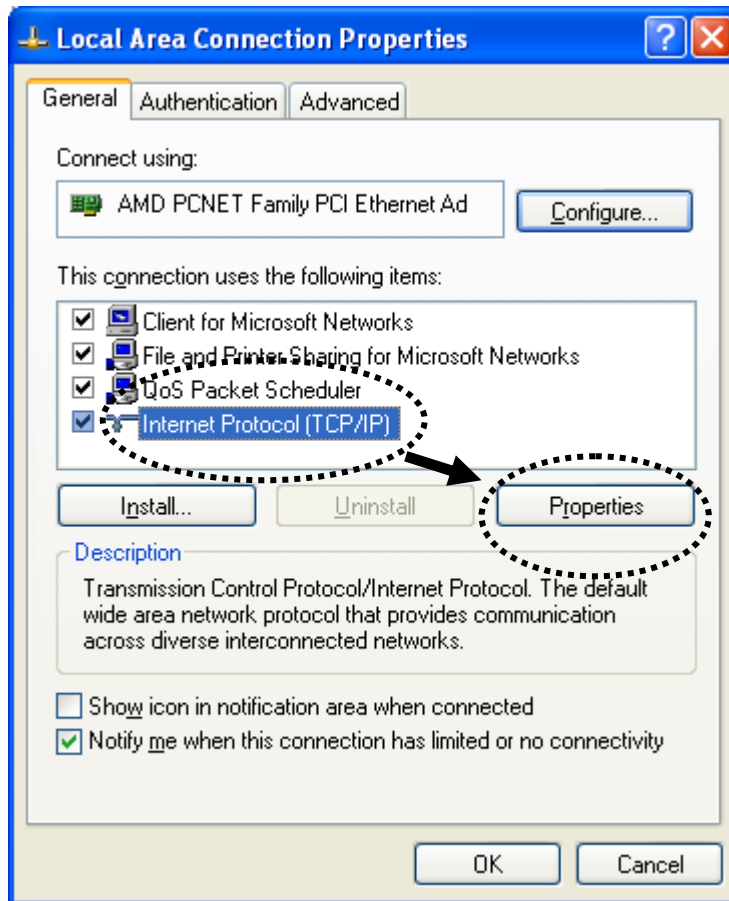 Local Area Connection Properties
General Authentication Advanced
Connect using:
AMD PCNET Family PCI Ethernet Ad Configure...
This connection uses the following items:
Client for Microsoft Networks
File and Printer Sharing for Microsoft Networks
QoS Packet Scheduler
Internet Protocol (TCP/IP)
Install... Uninstall Properties
Description
Transmission Control Protocol/Internet Protocol. The default
wide area network protocol that provides communication
across diverse interconnected networks.
Show icon in notification area when connected
Notify me when this connection has limited or no connectivity
OK Cancel